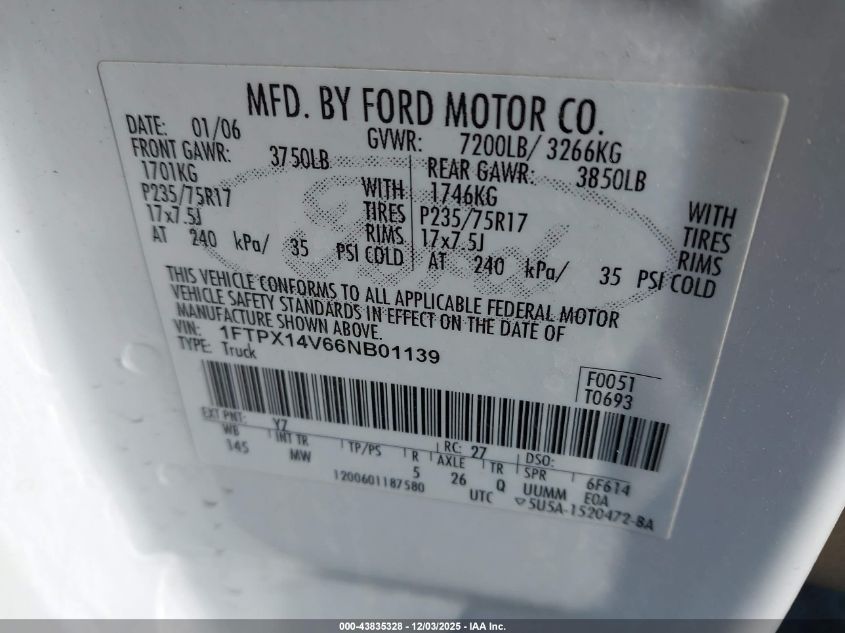 MFD. BY FORD MOTOR CO.
DATE: 01/06 GVWR: 7200LB/ 3266KG
FRONT GAWR: 3750LB REAR GAWR: 3850LB
1701KG WITH 1746KG WITH
P235/75R17 TIRES P235/75R17 TIRES
17x7.5J RIMS 17x7.5J RIMS
AT 240 kPa/ 35 PSI COLD AT 240 kPa/ 35 PSI COLD
THIS VEHICLE CONFORMS TO ALL APPLICABLE FEDERAL MOTOR
VEHICLE SAFETY STANDARDS IN EFFECT ON THE DATE OF
MANUFACTURE SHOWN ABOVE.
VIN: 1FTPX14V66NB01139
TYPE: Truck
F0051
T0693
EXT PNT: YZ RC: 27 DSO:
WB INT TR TP/PS R AXLE TR SPR 6F614
145 MW 5 26 Q UUMM E0A
1200601187580 UTC ▽5U5A-1520472-BA
Ford
000-43835328 - 12/03/2025 - IAA Inc.